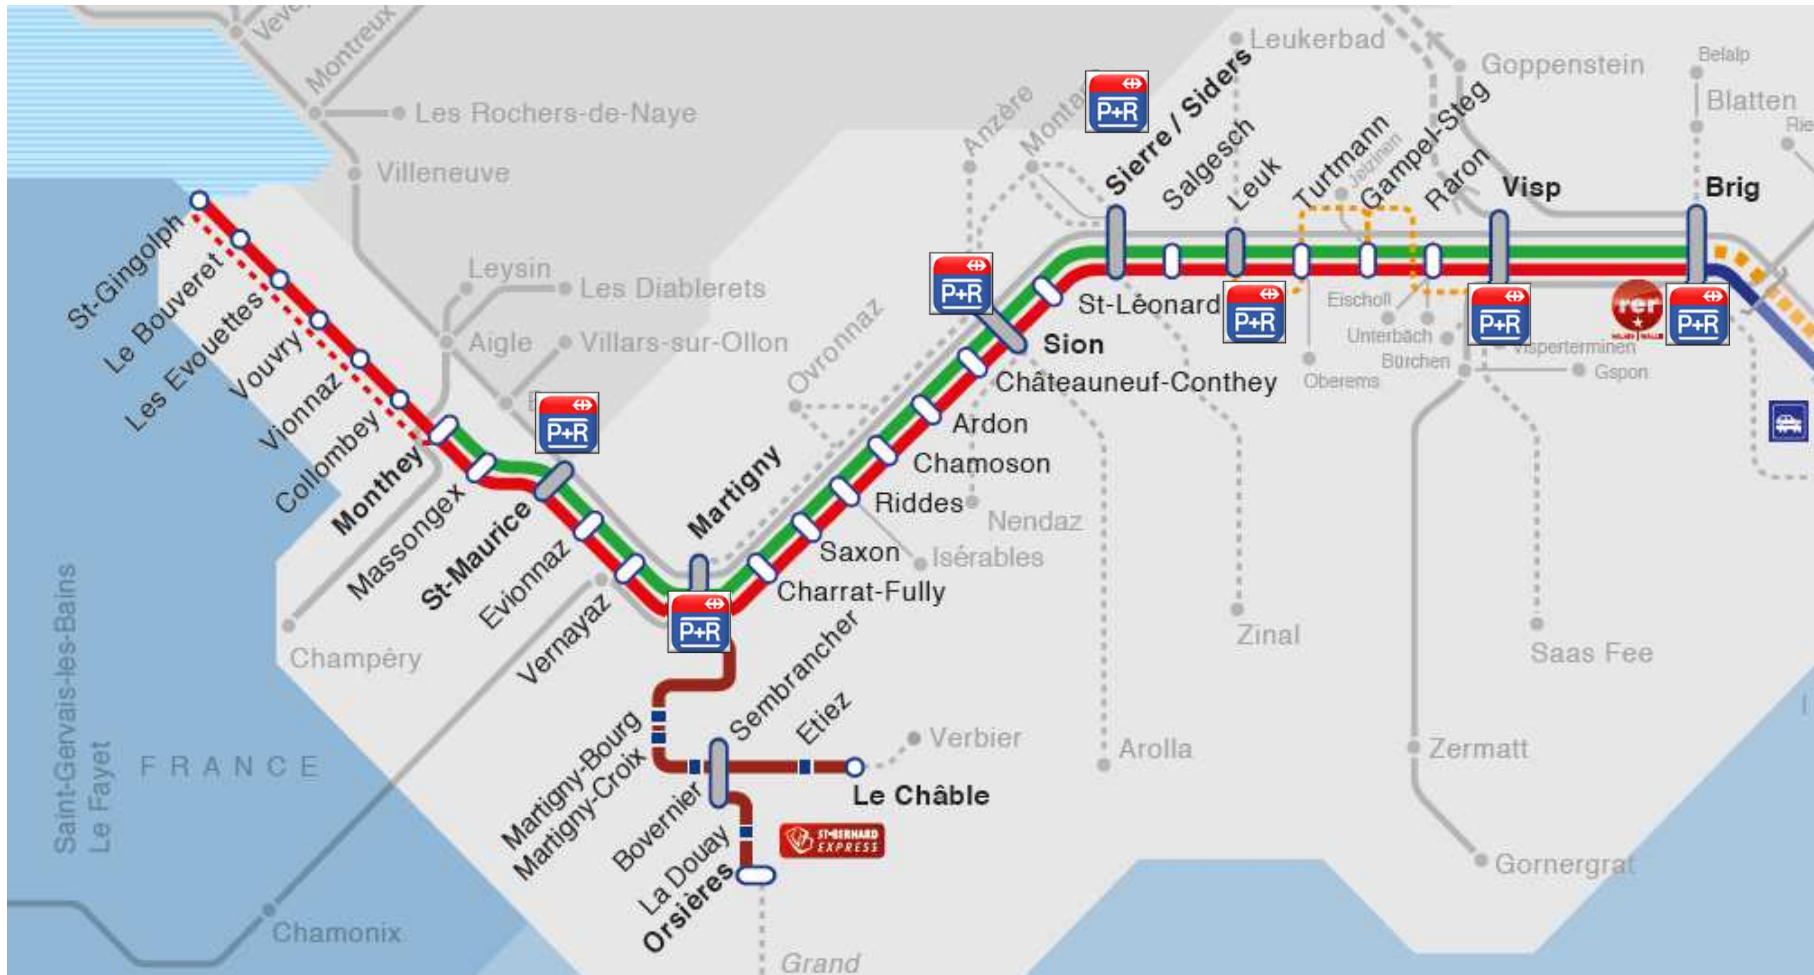 Montreux
Les Rochers-de-Naye
Villeneuve
Leysin
Les Diablerets
Aigle
Villars-sur-Ollon
St-Gingolph
Le Bouveret
Les Evouettes
Vouvry
Vionnaz
Collombey
Monthey
Massongex
St-Maurice
Evionnaz
Vernayaz
Martigny
P+R
P+R
P+R
P+R
P+R
P+R
P+R
Charrat-Fully
Saxon
Riddes
Chamoson
Ardon
Châteauneuf-Conthey
Sion
St-Léonard
Sierre / Siders
Salgesch
Leuk
Turtmann
Gampel-Steg
Raron
Visp
Brig
Anzère
Leukerbad
Jeizinen
Goppenstein
Belalp
Blatten
Rie
Ovronnaz
Nendaz
Isérables
Eischoll
Unterbäch
Bürchen
Oberems
Visperterminen
Gspon
rer
Zinal
Arolla
Saas Fee
Zermatt
Gornergrat
Champéry
Saint-Gervais-les-Bains
Le Fayet
FRANCE
Chamonix
Martigny-Bourg
Martigny-Croix
Bovernier
Sembrancher
Etiez
Le Châble
Verbier
La Douay
Orsières
ST-BERNARD
EXPRESS
Grand